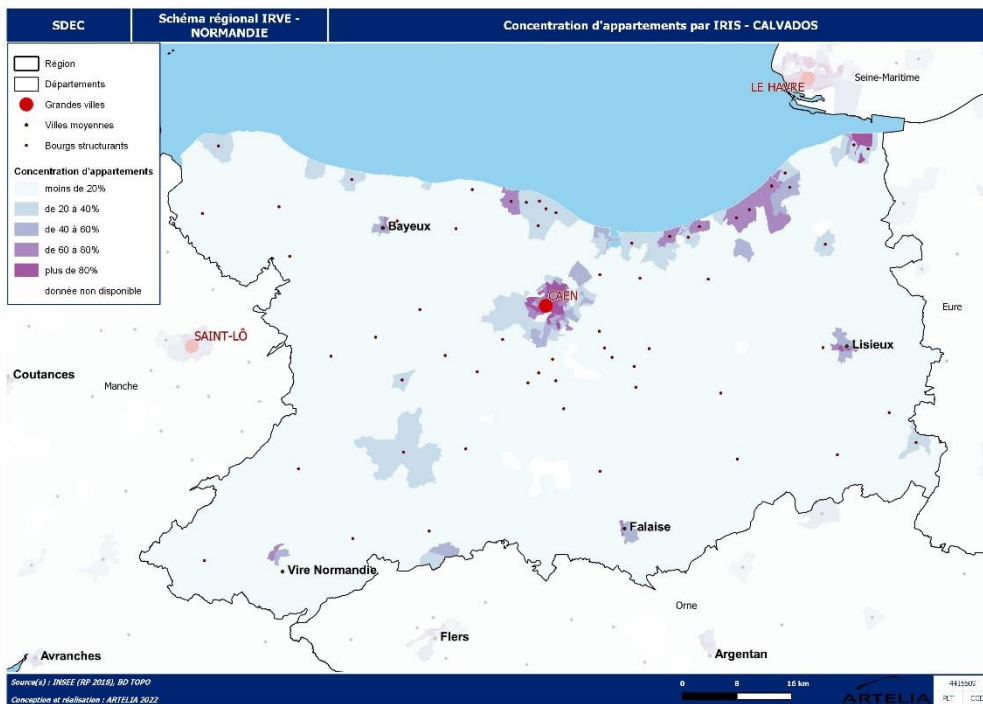 SDEC
Schéma régional IRVE -
NORMANDIE
Concentration d'appartements par IRIS - CALVADOS
Région
Départements
Grandes villes
Villes moyennes
Bourgs structurants
Concentration d'appartements
moins de 20%
de 20 à 40%
de 40 à 60%
de 60 à 80%
plus de 80%
donnée non disponible
LE HAVRE
Seine-Maritime
Bayeux
CAEN
Eure
SAINT-LÔ
Lisieux
Coutances
Manche
Falaise
Vire Normandie
Orne
Flers
Argentan
Avranches
Source(s) : INSEE (RP 2018), BD TOPO
Conception et réalisation : ARTELIA 2022
0 8 16 km
ARTELIA
PLT